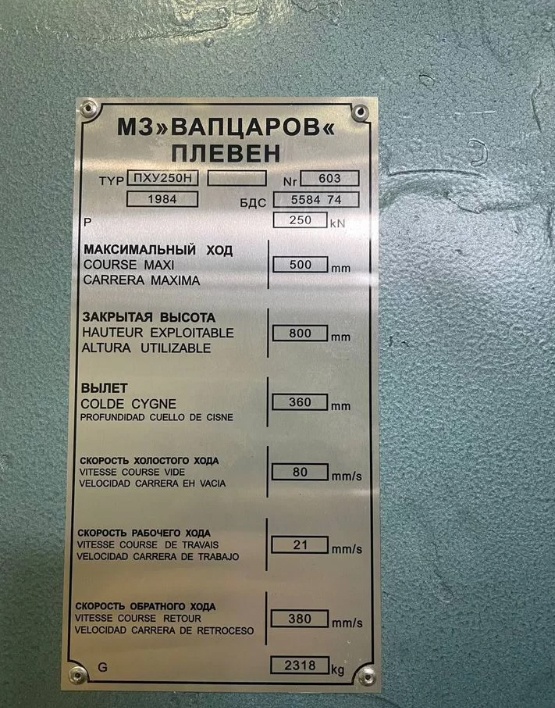 МЗ»ВАПЦАРОВ«
ПЛЕВЕН
TYP ПХУ250Н Nr 603
1984 БДС 5584 74
P 250 kN
МАКСИМАЛЬНЫЙ ХОД
COURSE MAXI 500 mm
CARRERA MAXIMA
ЗАКРЫТАЯ ВЫСОТА
HAUTEUR EXPLOITABLE 800 mm
ALTURA UTILIZABLE
ВЫЛЕТ
COLDE CYGNE 360 mm
PROFUNDIDAD CUELLO DE CISNE
СКОРОСТЬ ХОЛОСТОГО ХОДА
VITESSE COURSE VIDE 80 mm/s
VELOCIDAD CARRERA EH VACIA
СКОРОСТЬ РАБОЧЕГО ХОДА
VITESSE COURSE DE TRAVAIS 21 mm/s
VELOCIDAD CARRERA DE TRABAJO
СКОРОСТЬ ОБРАТНОГО ХОДА
VITESSE COURSE RETOUR 380 mm/s
VELOCIDAD CARRERA DE RETROCESO
G 2318 kg